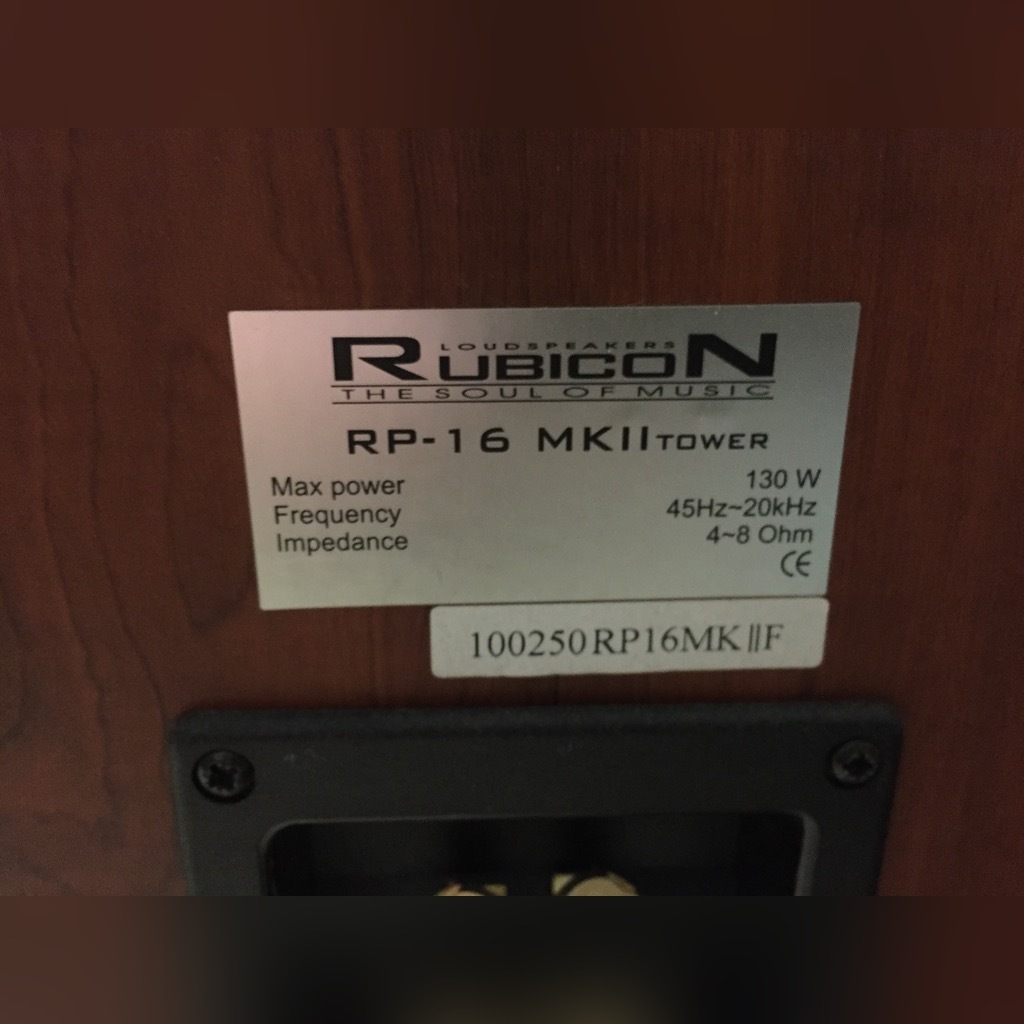 LOUDSPEAKERS
RUBICON
THE SOUL OF MUSIC
RP-16 MKII TOWER
Max power 130 W
Frequency 45Hz~20kHz
Impedance 4~8 Ohm
CE
100250RP16MKIIF